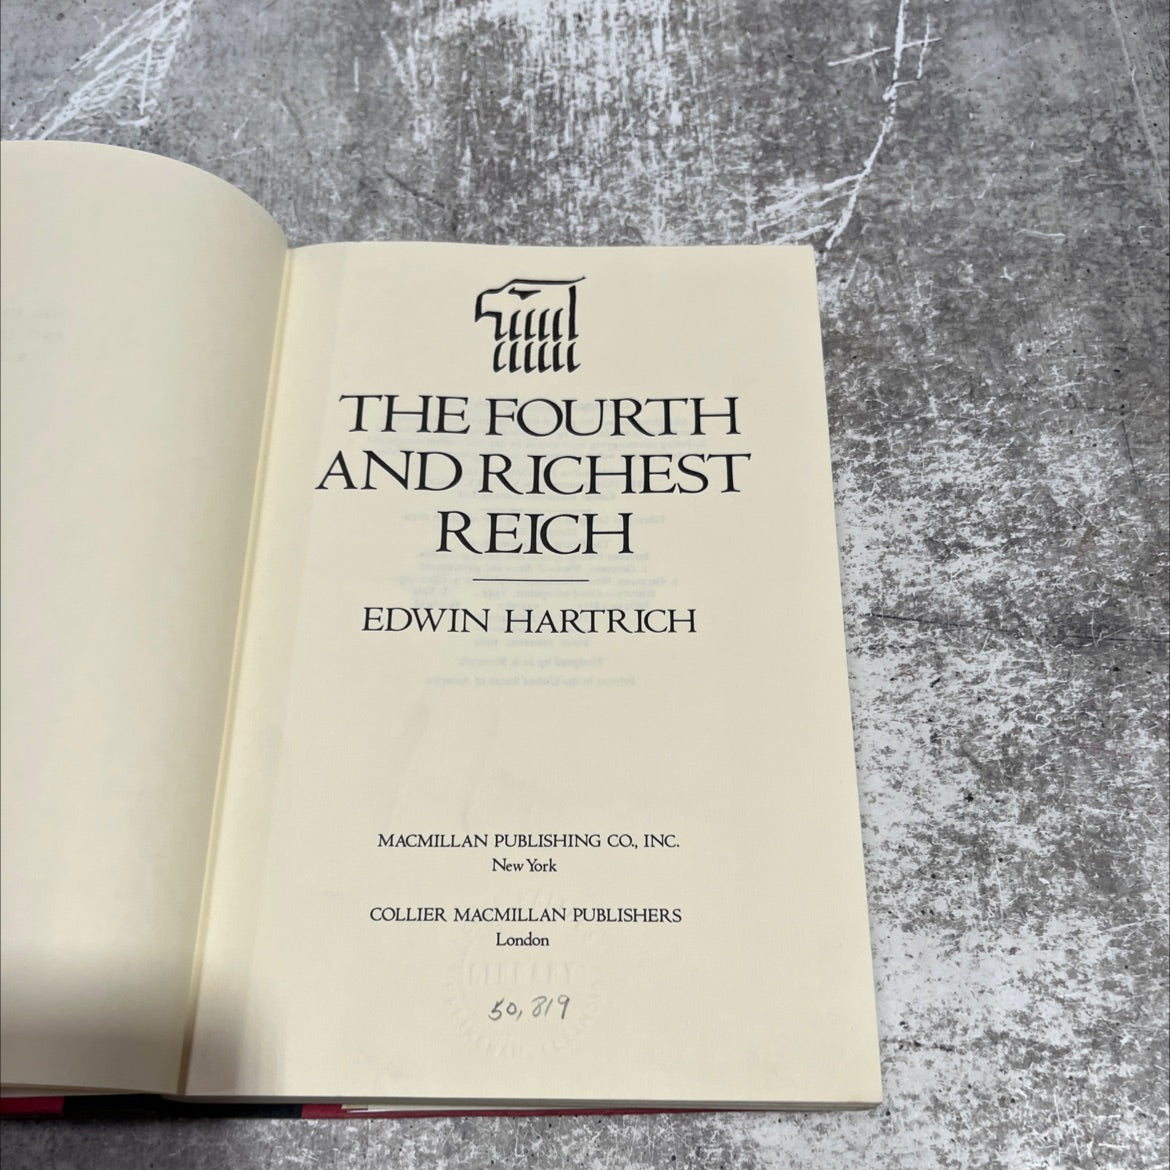 THE FOURTH
AND RICHEST
REICH
EDWIN HARTRICH
MACMILLAN PUBLISHING CO., INC.
New York
COLLIER MACMILLAN PUBLISHERS
London
50,819